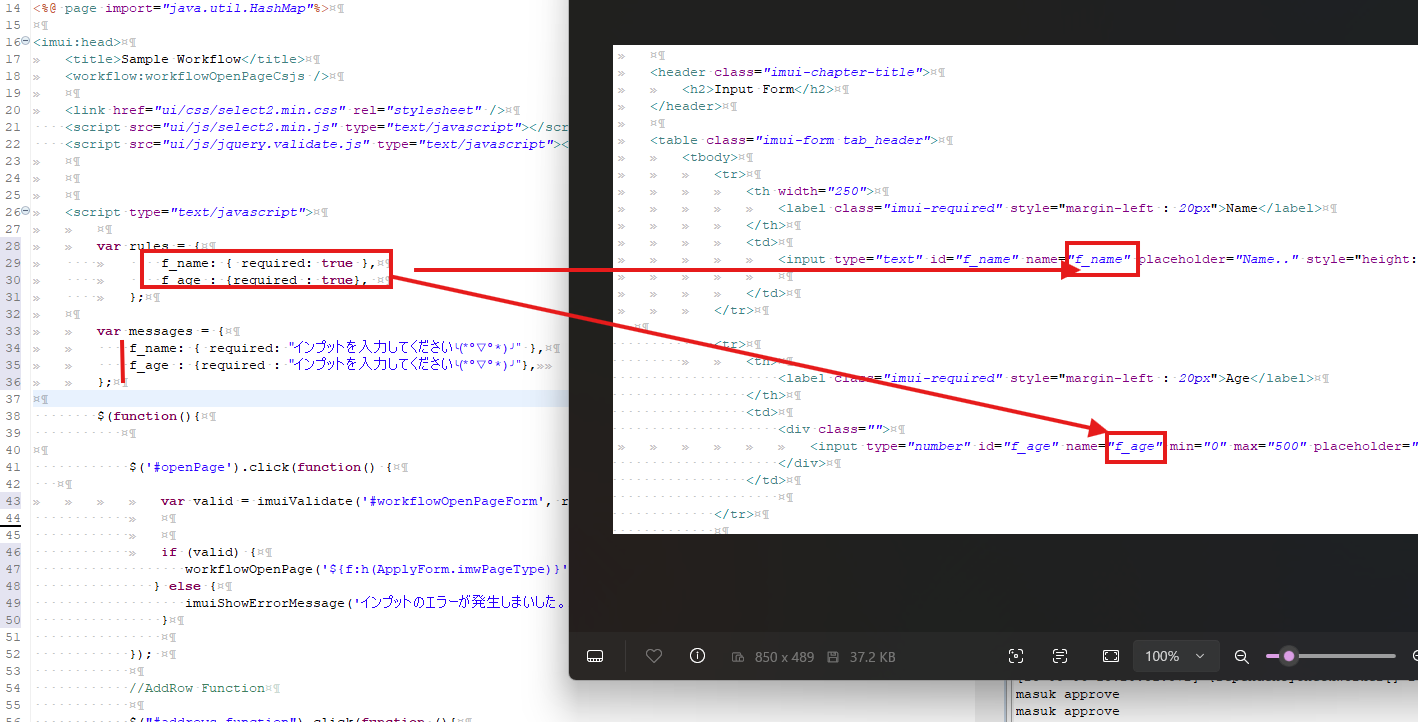 14 <%@ page import="java.util.HashMap"%>
15
16 <imui:head>
17 <title>Sample Workflow</title>
18 <workflow:workflowOpenPageCsjs />
19
20 <link href="ui/css/select2.min.css" rel="stylesheet" />
21 <script src="ui/js/select2.min.js" type="text/javascript"></scr
22 <script src="ui/js/jquery.validate.js" type="text/javascript"><
23
24
25
26 <script type="text/javascript">
27
28 var rules = {
29 f_name: { required: true },
30 f_age : {required : true},
31 };
32
33 var messages = {
34 f_name: { required: "インプットを入力してください╰(*°▽°*)╯" },
35 f_age : {required : "インプットを入力してください╰(*°▽°*)╯"},
36 };
37
38 $(function(){
39
40
41 $('#openPage').click(function() {
42
43 var valid = imuiValidate('#workflowOpenPageForm', r
44
45
46 if (valid) {
47 workflowOpenPage('${f:h(ApplyForm.imwPageType)}'
48 } else {
49 imuiShowErrorMessage('インプットのエラーが発生しまいした。
50 }
51
52 });
53
54 //AddRow Function
55
56 $("#addrows_function").click(function (){
<header class="imui-chapter-title">
<h2>Input Form</h2>
</header>
<table class="imui-form tab_header">
<tbody>
<tr>
<th width="250">
<label class="imui-required" style="margin-left : 20px">Name</label>
</th>
<td>
<input type="text" id="f_name" name="f_name" placeholder="Name.." style="height:
</td>
</tr>
<tr>
<th>
<label class="imui-required" style="margin-left : 20px">Age</label>
</th>
<td>
<div class="">
<input type="number" id="f_age" name="f_age" min="0" max="500" placeholder="
</div>
</td>
</tr>
850 x 489 37.2 KB 100%
masuk approve
masuk approve